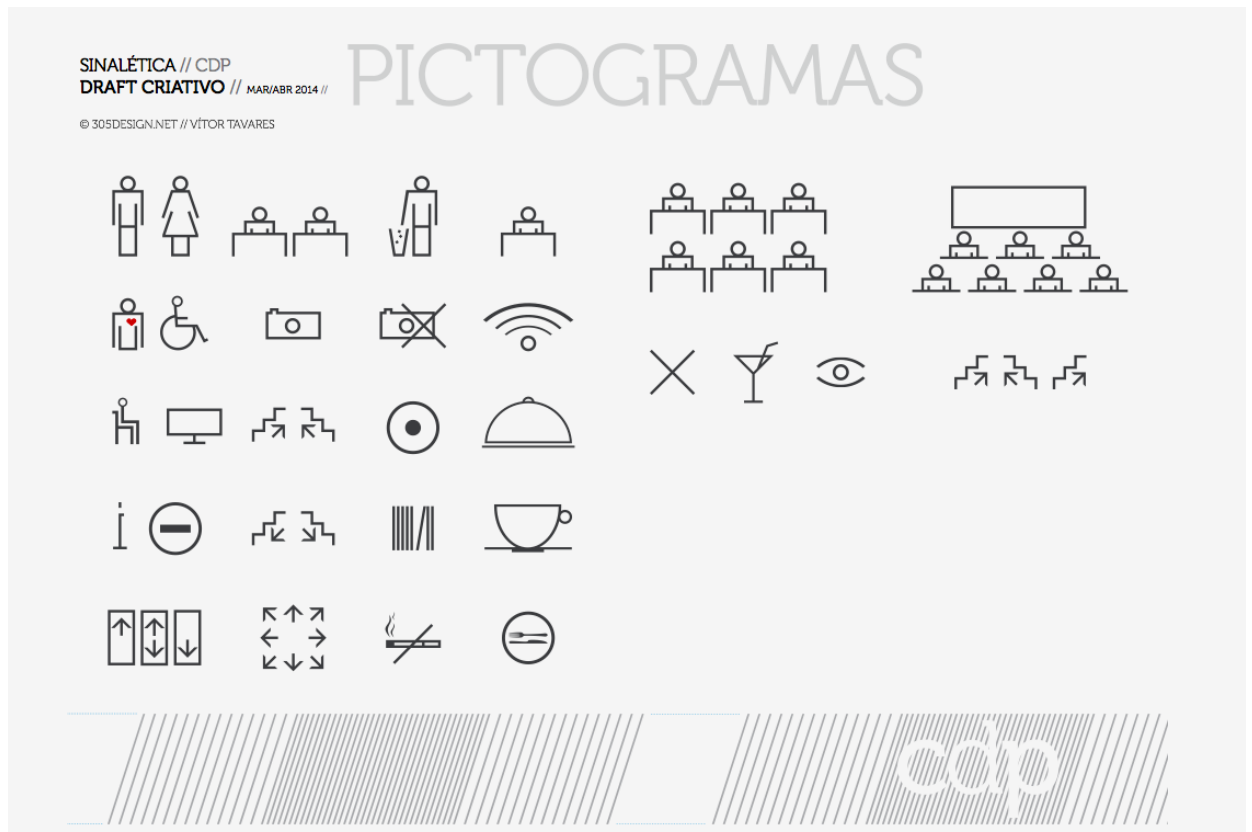 SINALÉTICA // CDP
DRAFT CRIATIVO // MAR/ABR 2014 //
PICTOGRAMAS
© 305DESIGN.NET // VÍTOR TAVARES
cdp